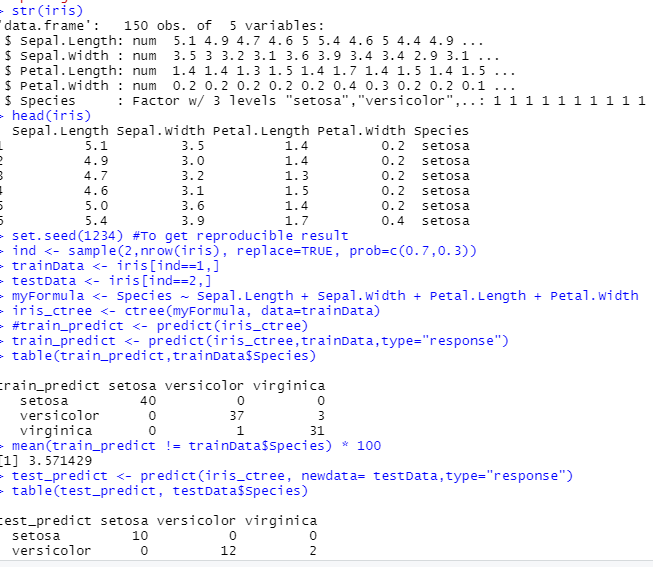 > str(iris)
'data.frame':   150 obs. of  5 variables:
 $ Sepal.Length: num  5.1 4.9 4.7 4.6 5 5.4 4.6 5 4.4 4.9 ...
 $ Sepal.Width : num  3.5 3 3.2 3.1 3.6 3.9 3.4 3.4 2.9 3.1 ...
 $ Petal.Length: num  1.4 1.4 1.3 1.5 1.4 1.7 1.4 1.5 1.4 1.5 ...
 $ Petal.Width : num  0.2 0.2 0.2 0.2 0.2 0.4 0.3 0.2 0.2 0.1 ...
 $ Species     : Factor w/ 3 levels "setosa","versicolor",..: 1 1 1 1 1 1 1 1 1 1
> head(iris)
  Sepal.Length Sepal.Width Petal.Length Petal.Width Species
1          5.1         3.5          1.4         0.2  setosa
2          4.9         3.0          1.4         0.2  setosa
3          4.7         3.2          1.3         0.2  setosa
4          4.6         3.1          1.5         0.2  setosa
5          5.0         3.6          1.4         0.2  setosa
6          5.4         3.9          1.7         0.4  setosa
> set.seed(1234) #To get reproducible result
> ind <- sample(2,nrow(iris), replace=TRUE, prob=c(0.7,0.3))
> trainData <- iris[ind==1,]
> testData <- iris[ind==2,]
> myFormula <- Species ~ Sepal.Length + Sepal.Width + Petal.Length + Petal.Width
> iris_ctree <- ctree(myFormula, data=trainData)
> #train_predict <- predict(iris_ctree)
> train_predict <- predict(iris_ctree,trainData,type="response")
> table(train_predict,trainData$Species)
train_predict setosa versicolor virginica
   setosa         40          0         0
   versicolor      0         37         3
   virginica       0          1        31
> mean(train_predict != trainData$Species) * 100
[1] 3.571429
> test_predict <- predict(iris_ctree, newdata= testData,type="response")
> table(test_predict, testData$Species)
test_predict setosa versicolor virginica
  setosa         10          0         0
  versicolor      0         12         2